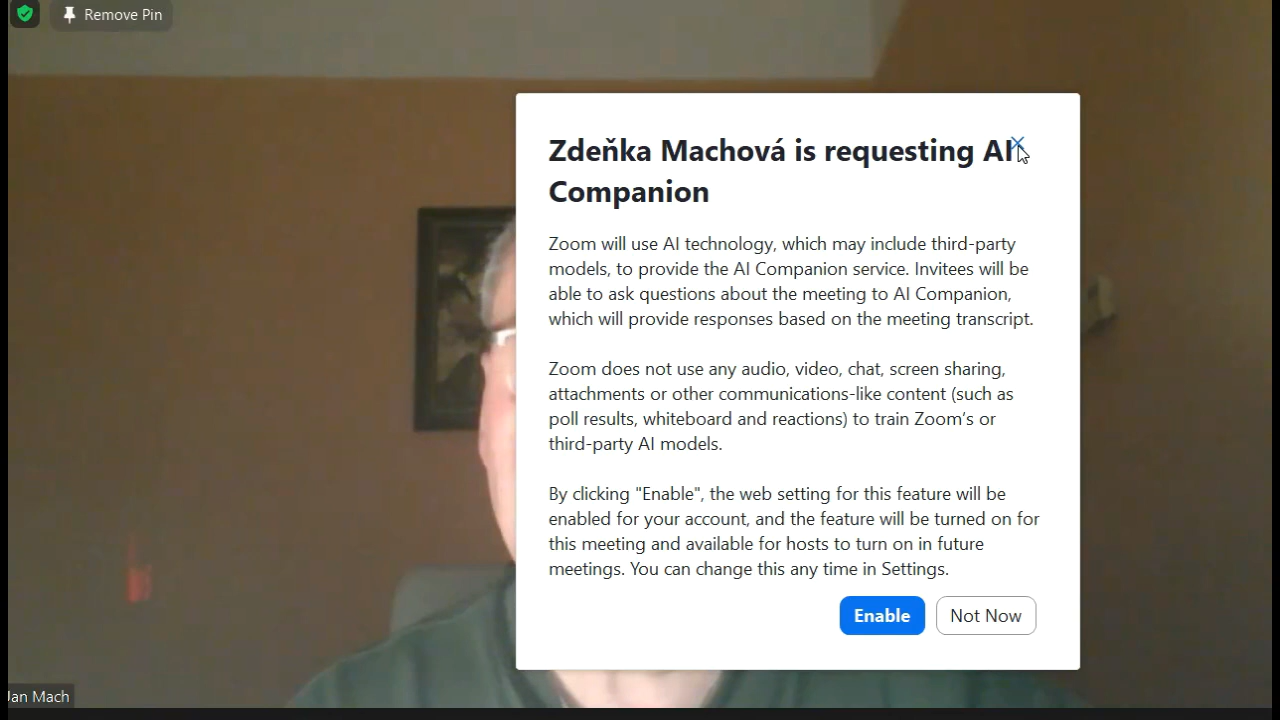 Remove Pin
Zdeňka Machová is requesting AI
Companion
Zoom will use AI technology, which may include third-party
models, to provide the AI Companion service. Invitees will be
able to ask questions about the meeting to AI Companion,
which will provide responses based on the meeting transcript.
Zoom does not use any audio, video, chat, screen sharing,
attachments or other communications-like content (such as
poll results, whiteboard and reactions) to train Zoom's or
third-party AI models.
By clicking "Enable", the web setting for this feature will be
enabled for your account, and the feature will be turned on for
this meeting and available for hosts to turn on in future
meetings. You can change this any time in Settings.
Enable Not Now
Jan Mach